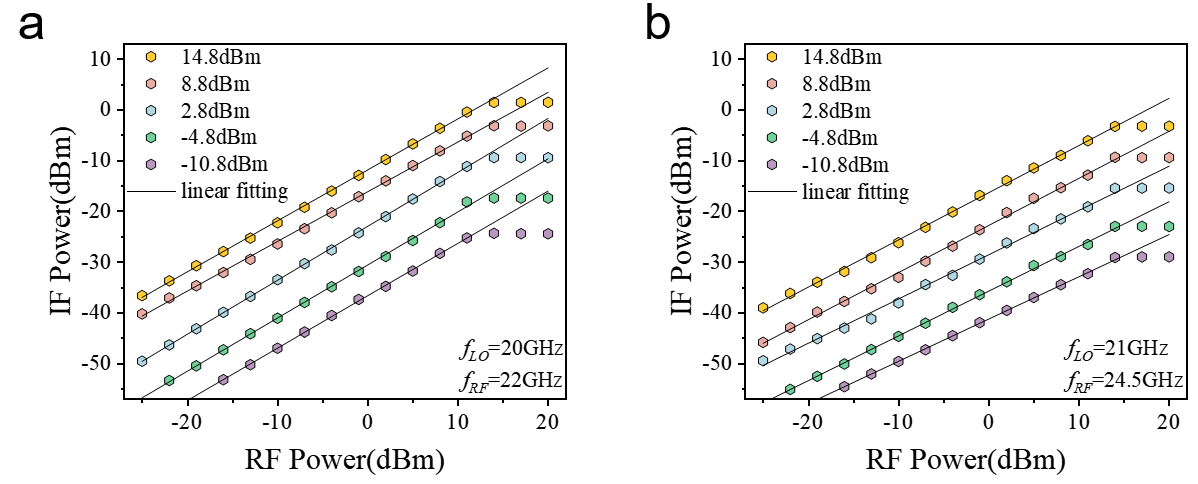 a
10
0
-10
-20
-30
-40
-50
IF Power(dBm)
14.8dBm
8.8dBm
2.8dBm
-4.8dBm
-10.8dBm
linear fitting
fLO=20GHz
fRF=22GHz
-20
-10
0
10
20
RF Power(dBm)
b
10
0
-10
-20
-30
-40
-50
IF Power(dBm)
14.8dBm
8.8dBm
2.8dBm
-4.8dBm
-10.8dBm
linear fitting
fLO=21GHz
fRF=24.5GHz
-20
-10
0
10
20
RF Power(dBm)